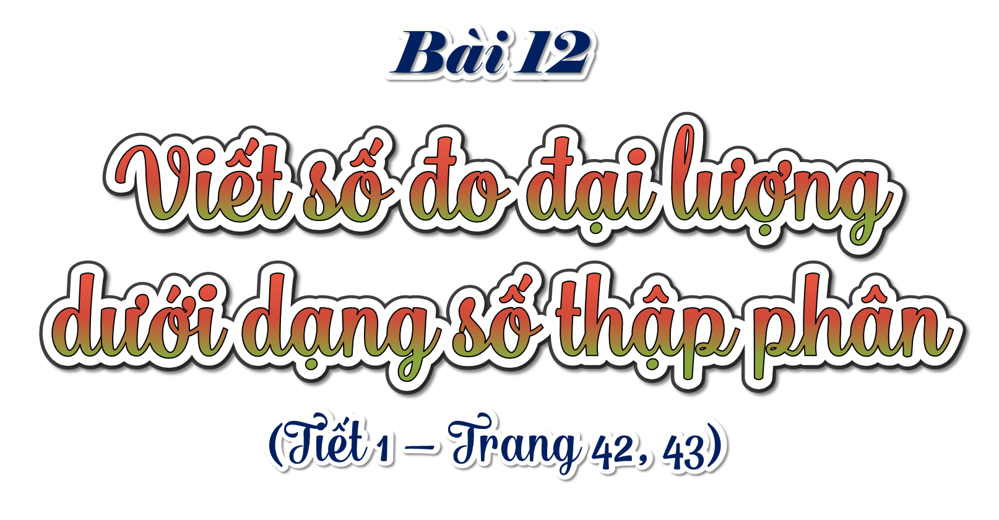 Bài 12
Viết số đo đại lượng
dưới dạng số thập phân
(Tiết 1 – Trang 42, 43)